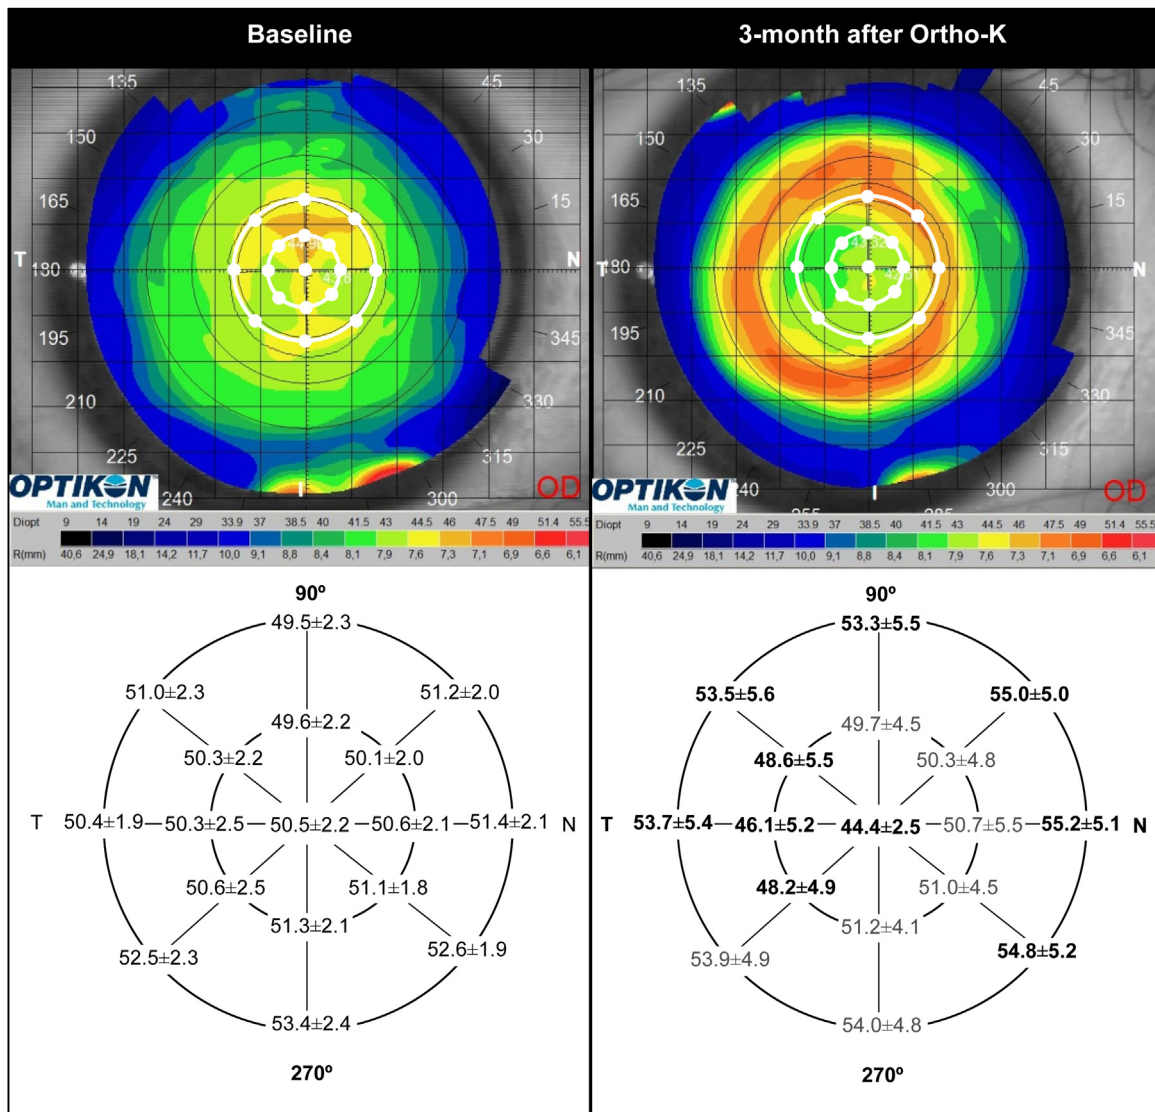 Baseline
135
45
150
30
165
15
T
180
44.96
43.8
N
195
345
210
330
225
315
240
300
I
OPTIKON
Man and Technology
OD
Diopt 9 14 19 24 29 33.9 37 38.5 40 41.5 43 44.5 46 47.5 49 51.4 55.5
R(mm) 40,6 24,9 18,1 14,2 11,7 10,0 9,1 8,8 8,4 8,1 7,9 7,6 7,3 7,1 6,9 6,6 6,1
90º
49.5±2.3
51.0±2.3 51.2±2.0
49.6±2.2
50.3±2.2 50.1±2.0
T 50.4±1.9 50.3±2.5 50.5±2.2 50.6±2.1 51.4±2.1 N
50.6±2.5 51.1±1.8
51.3±2.1
52.5±2.3 52.6±1.9
53.4±2.4
270º
3-month after Ortho-K
135
45
150
30
165
15
T
180
43.32
N
195
345
210
330
225
315
240
300
255
285
I
OPTIKON
Man and Technology
OD
Diopt 9 14 19 24 29 33.9 37 38.5 40 41.5 43 44.5 46 47.5 49 51.4 55.5
R(mm) 40,6 24,9 18,1 14,2 11,7 10,0 9,1 8,8 8,4 8,1 7,9 7,6 7,3 7,1 6,9 6,6 6,1
90º
53.3±5.5
53.5±5.6 55.0±5.0
49.7±4.5
48.6±5.5 50.3±4.8
T 53.7±5.4 46.1±5.2 44.4±2.5 50.7±5.5 55.2±5.1 N
48.2±4.9 51.0±4.5
51.2±4.1
53.9±4.9 54.8±5.2
54.0±4.8
270º